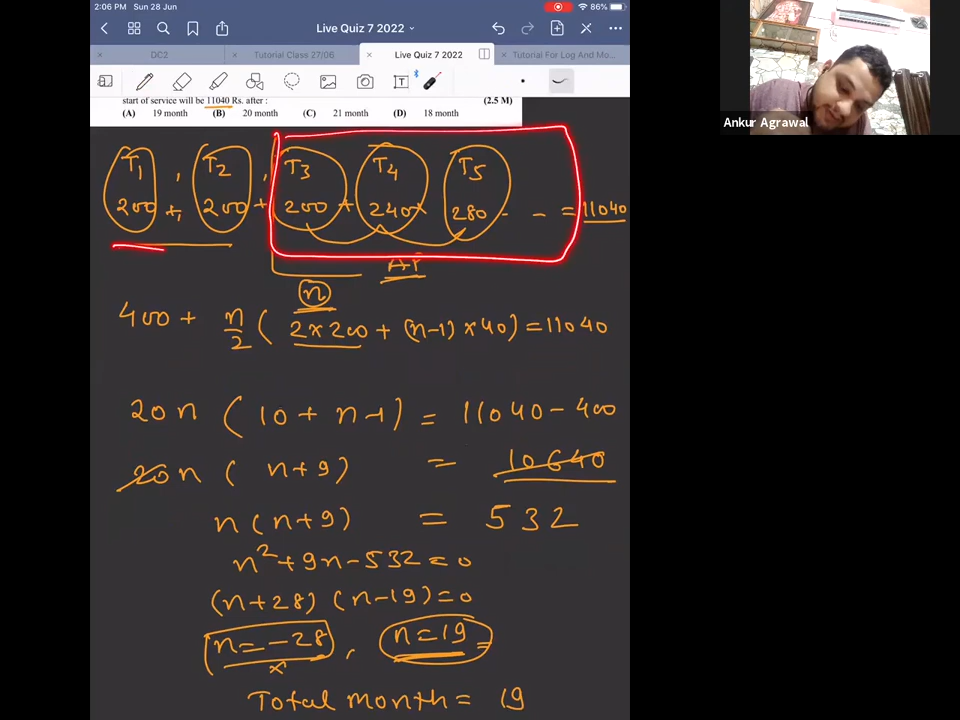 2:06 PM Sun 28 Jun
86%
Live Quiz 7 2022
DC2
Tutorial Class 27/06
Live Quiz 7 2022
Tutorial For Log And Mo...
start of service will be 11040 Rs. after :
(2.5 M)
(A) 19 month (B) 20 month (C) 21 month (D) 18 month
T1 , T2 , T3 T4 T5
200 + 200 + 200 + 240 + 280 - - = 11040
AP
n
400 + n/2 ( 2×200 + (n-1)×40) = 11040
20n ( 10 + n-1) = 11040-400
20n ( n+9) = 10640
n(n+9) = 532
n²+9n-532=0
(n+28) (n-19)=0
n=-28 , n=19
×
Total month = 19
Ankur Agrawal